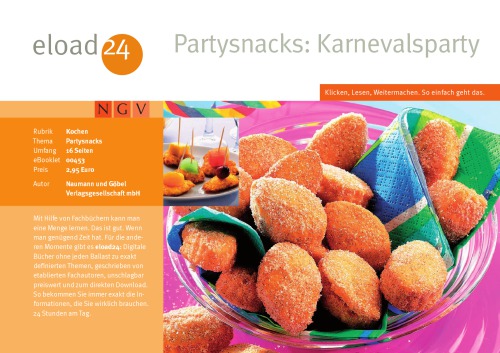 eload24
Partysnacks: Karnevalsparty
Klicken, Lesen, Weitermachen. So einfach geht das.
NGV
Rubrik Kochen
Thema Partysnacks
Umfang 16 Seiten
eBooklet 00453
Preis 2,95 Euro
Autor Naumann und Göbel
Verlagsgesellschaft mbH
Mit Hilfe von Fachbüchern kann man
eine Menge lernen. Das ist gut. Wenn
man genügend Zeit hat. Für die ande-
ren Momente gibt es eload24: Digitale
Bücher ohne jeden Ballast zu exakt
definierten Themen, geschrieben von
etablierten Fachautoren, unschlagbar
preiswert und zum direkten Download.
So bekommen Sie immer exakt die In-
formationen, die Sie wirklich brauchen.
24 Stunden am Tag.